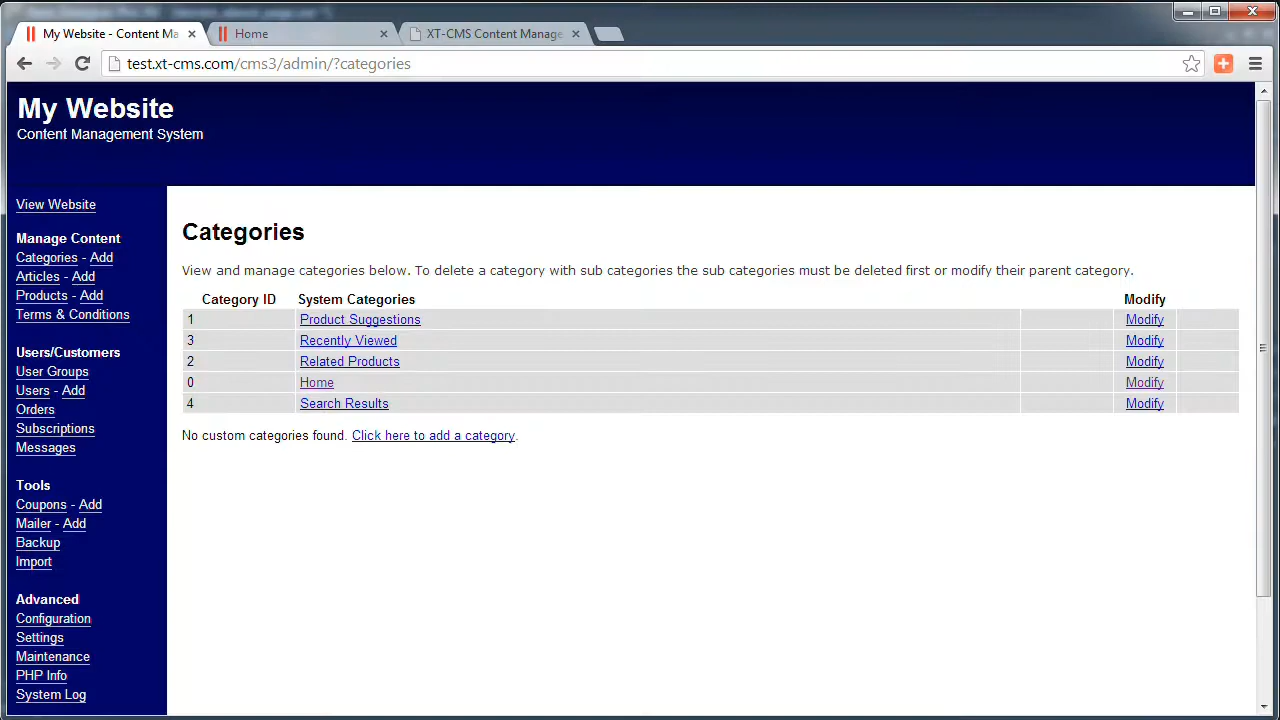 My Website - Content Ma
Home
XT-CMS Content Manage
test.xt-cms.com/cms3/admin/?categories
My Website
Content Management System
View Website
Manage Content
Categories - Add
Articles - Add
Products - Add
Terms & Conditions
Users/Customers
User Groups
Users - Add
Orders
Subscriptions
Messages
Tools
Coupons - Add
Mailer - Add
Backup
Import
Advanced
Configuration
Settings
Maintenance
PHP Info
System Log
Categories
View and manage categories below. To delete a category with sub categories the sub categories must be deleted first or modify their parent category.
Category ID System Categories Modify
1 Product Suggestions Modify
3 Recently Viewed Modify
2 Related Products Modify
0 Home Modify
4 Search Results Modify
No custom categories found. Click here to add a category.